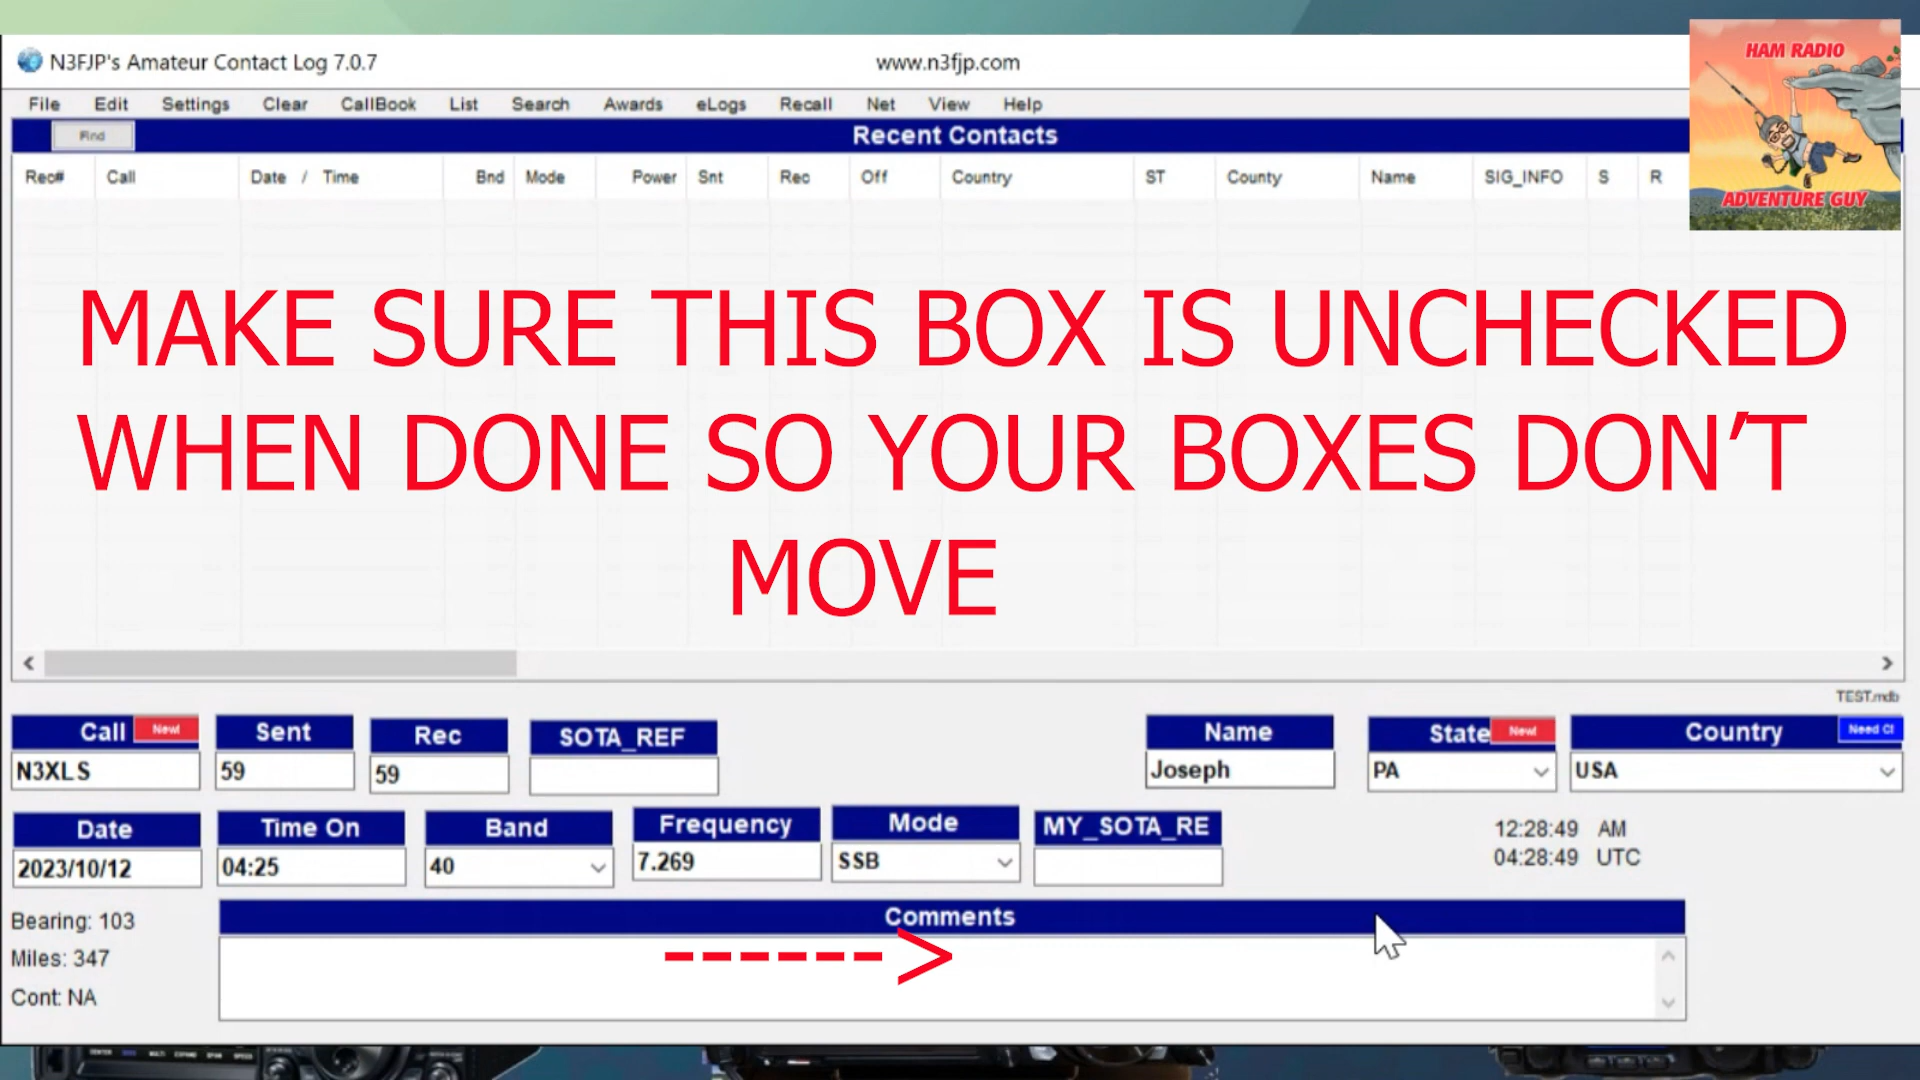 N3FJP's Amateur Contact Log 7.0.7
www.n3fjp.com
HAM RADIO
ADVENTURE GUY
File Edit Settings Clear CallBook List Search Awards eLogs Recall Net View Help
Find Recent Contacts
Rec# Call Date / Time Bnd Mode Power Snt Rec Off Country ST County Name SIG_INFO S R
MAKE SURE THIS BOX IS UNCHECKED
WHEN DONE SO YOUR BOXES DON'T
MOVE
TEST.mdb
Call New! Sent Rec SOTA_REF Name State New! Country Need Cl
N3XLS 59 59 Joseph PA USA
Date Time On Band Frequency Mode MY_SOTA_RE
2023/10/12 04:25 40 7.269 SSB
12:28:49 AM
04:28:49 UTC
Bearing: 103
Miles: 347
Cont: NA
Comments
------>